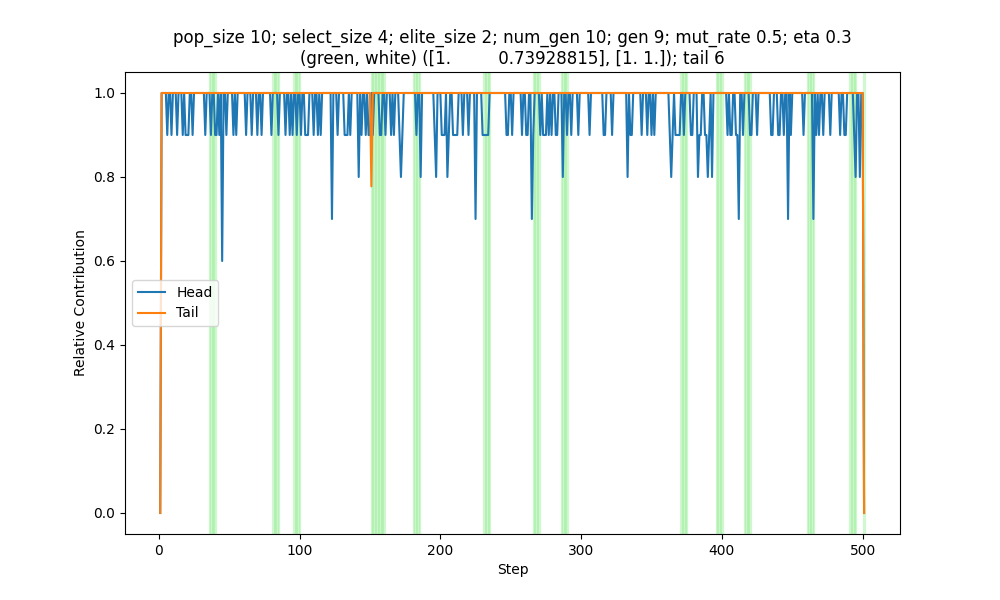 pop_size 10; select_size 4; elite_size 2; num_gen 10; gen 9; mut_rate 0.5; eta 0.3
(green, white) ([1.          0.73928815], [1. 1.]); tail 6
1.0
0.8
0.6
0.4
0.2
0.0
Relative Contribution
Head
Tail
0
100
200
300
400
500
Step